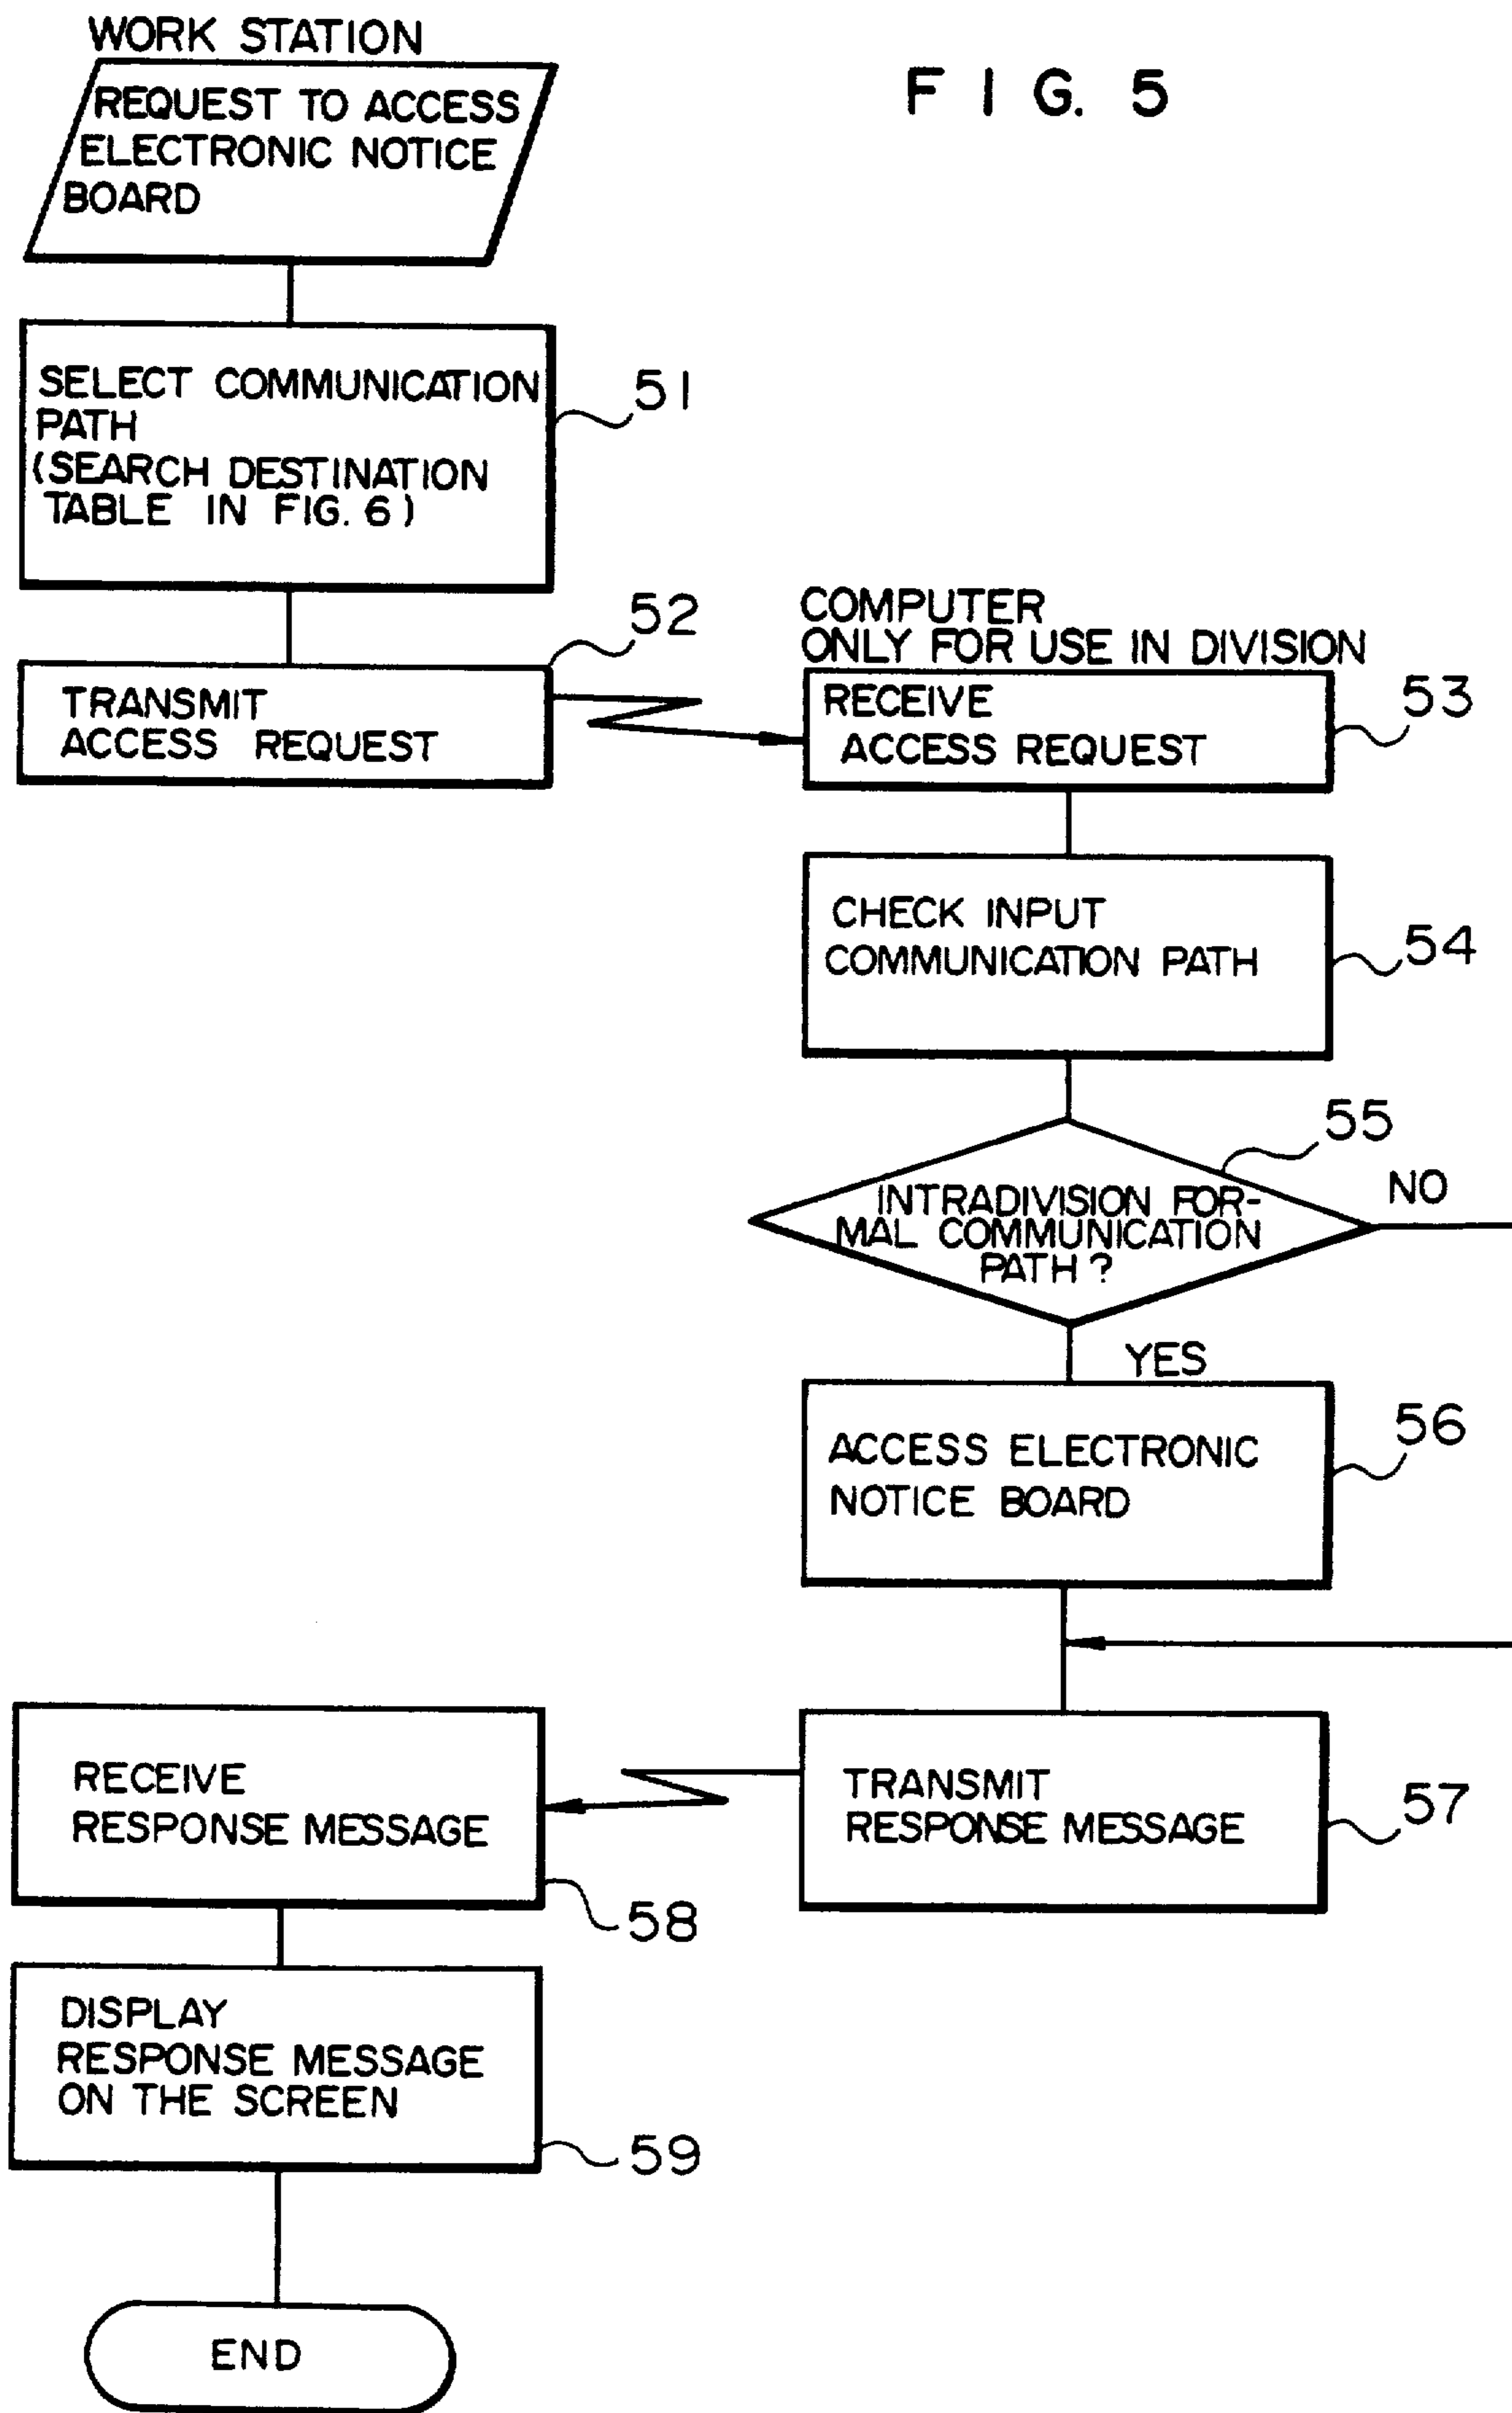 WORK STATION
F I G. 5
REQUEST TO ACCESS
ELECTRONIC NOTICE
BOARD
SELECT COMMUNICATION
PATH
(SEARCH DESTINATION
TABLE IN FIG. 6)
51
52
TRANSMIT
ACCESS REQUEST
COMPUTER
ONLY FOR USE IN DIVISION
RECEIVE
ACCESS REQUEST
53
CHECK INPUT
COMMUNICATION PATH
54
55
INTRADIVISION FOR-
MAL COMMUNICATION
PATH?
NO
YES
ACCESS ELECTRONIC
NOTICE BOARD
56
TRANSMIT
RESPONSE MESSAGE
57
RECEIVE
RESPONSE MESSAGE
58
DISPLAY
RESPONSE MESSAGE
ON THE SCREEN
59
END